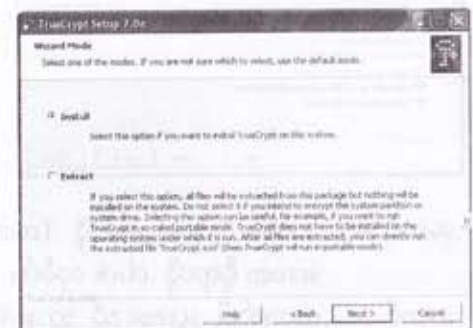 TrueCrypt Setup 7.0a
Wizard Mode
Select one of the modes. If you are not sure which to select, use the default mode.
Install
Select this option if you want to install TrueCrypt on this system.
Extract
If you select this option, all files will be extracted from this package but nothing will be
installed on the system. Do not select it if you intend to encrypt the system partition or
system drive. Selecting this option can be useful, for example, if you want to run
TrueCrypt in so-called portable mode. TrueCrypt does not have to be installed on the
operating system under which it is run. After all files are extracted, you can directly run
the extracted file 'TrueCrypt.exe' (then TrueCrypt will run in portable mode).
Help < Back Next > Cancel